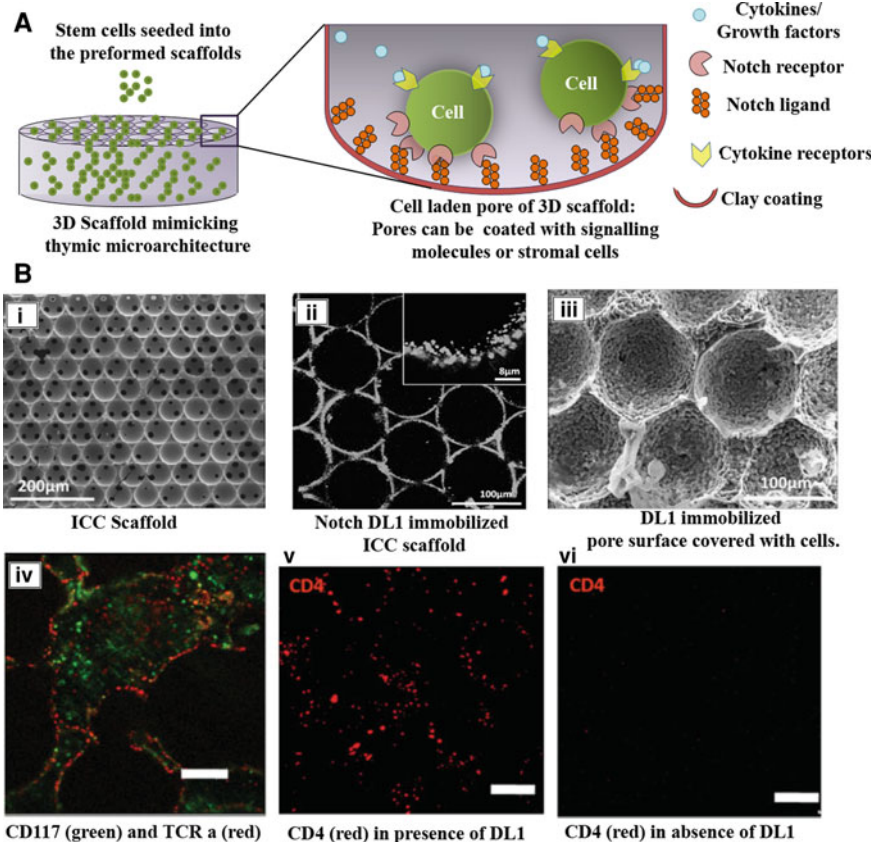 A
Stem cells seeded into
the preformed scaffolds
3D Scaffold mimicking
thymic microarchitecture
Cell
Cell
Cell laden pore of 3D scaffold:
Pores can be coated with signalling
molecules or stromal cells
Cytokines/
Growth factors
Notch receptor
Notch ligand
Cytokine receptors
Clay coating
B
i
200µm
ICC Scaffold
ii
8µm
100µm
Notch DL1 immobilized
ICC scaffold
iii
100µm
DL1 immobilized
pore surface covered with cells.
iv
CD117 (green) and TCR a (red)
v
CD4
CD4 (red) in presence of DL1
vi
CD4
CD4 (red) in absence of DL1